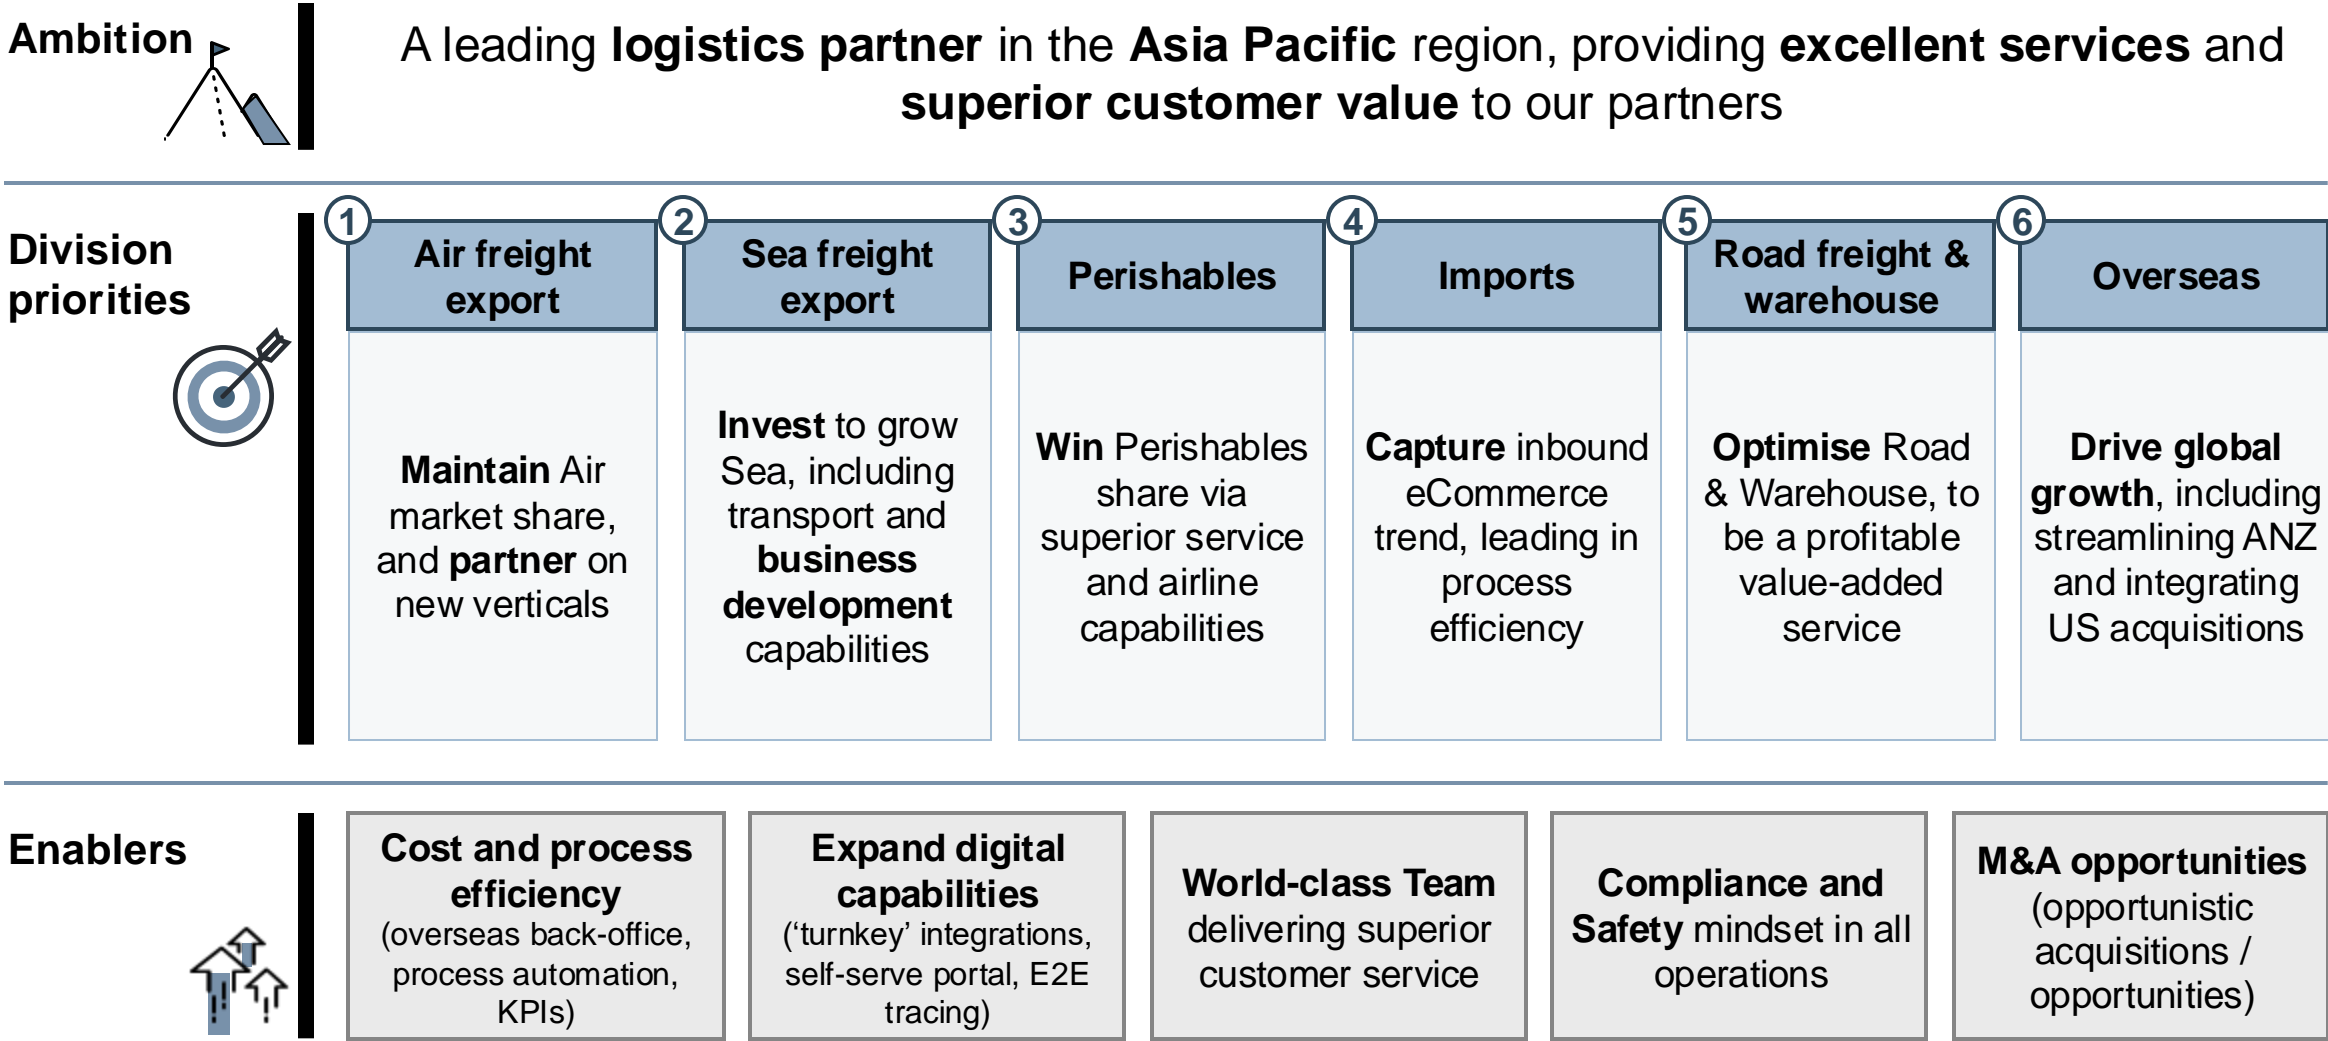 Ambition
A leading logistics partner in the Asia Pacific region, providing excellent services and
superior customer value to our partners
Division
priorities
1
Air freight
export
Maintain Air
market share,
and partner on
new verticals
2
Sea freight
export
Invest to grow
Sea, including
transport and
business
development
capabilities
3
Perishables
Win Perishables
share via
superior service
and airline
capabilities
4
Imports
Capture inbound
eCommerce
trend, leading in
process
efficiency
5
Road freight &
warehouse
Optimise Road
& Warehouse, to
be a profitable
value-added
service
6
Overseas
Drive global
growth, including
streamlining ANZ
and integrating
US acquisitions
Enablers
Cost and process
efficiency
(overseas back-office,
process automation,
KPIs)
Expand digital
capabilities
(‘turnkey’ integrations,
self-serve portal, E2E
tracing)
World-class Team
delivering superior
customer service
Compliance and
Safety mindset in all
operations
M&A opportunities
(opportunistic
acquisitions /
opportunities)